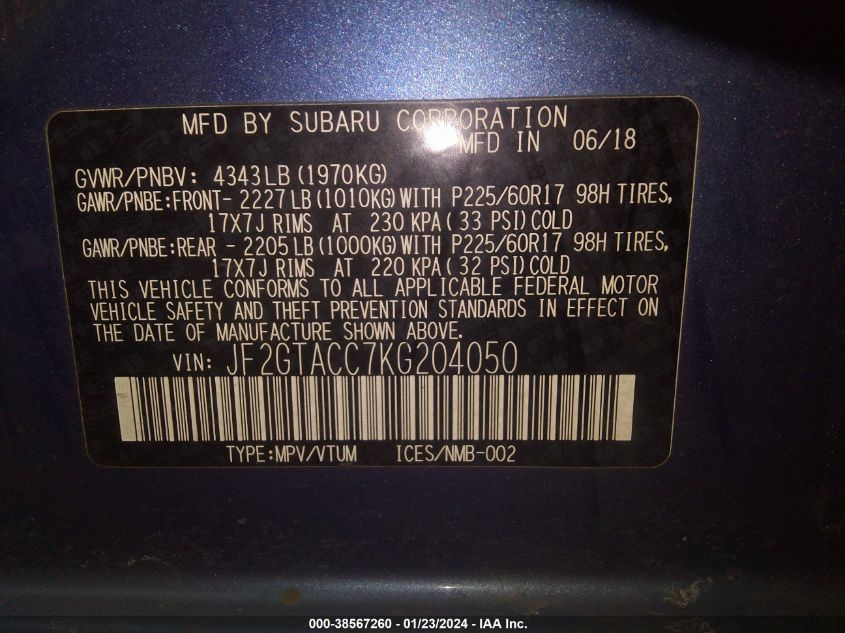 MFD BY SUBARU CORPORATION
MFD IN 06/18
GVWR/PNBV: 4343LB (1970KG)
GAWR/PNBE:FRONT- 2227LB (1010KG) WITH P225/60R17 98H TIRES,
17X7J RIMS AT 230 KPA ( 33 PSI) COLD
GAWR/PNBE:REAR - 2205LB (1000KG) WITH P225/60R17 98H TIRES,
17X7J RIMS AT 220 KPA ( 32 PSI) COLD
THIS VEHICLE CONFORMS TO ALL APPLICABLE FEDERAL MOTOR
VEHICLE SAFETY AND THEFT PREVENTION STANDARDS IN EFFECT ON
THE DATE OF MANUFACTURE SHOWN ABOVE.
VIN: JF2GTACC7KG204050
TYPE:MPV/VTUM ICES/NMB-002
000-38567260 - 01/23/2024 - IAA Inc.